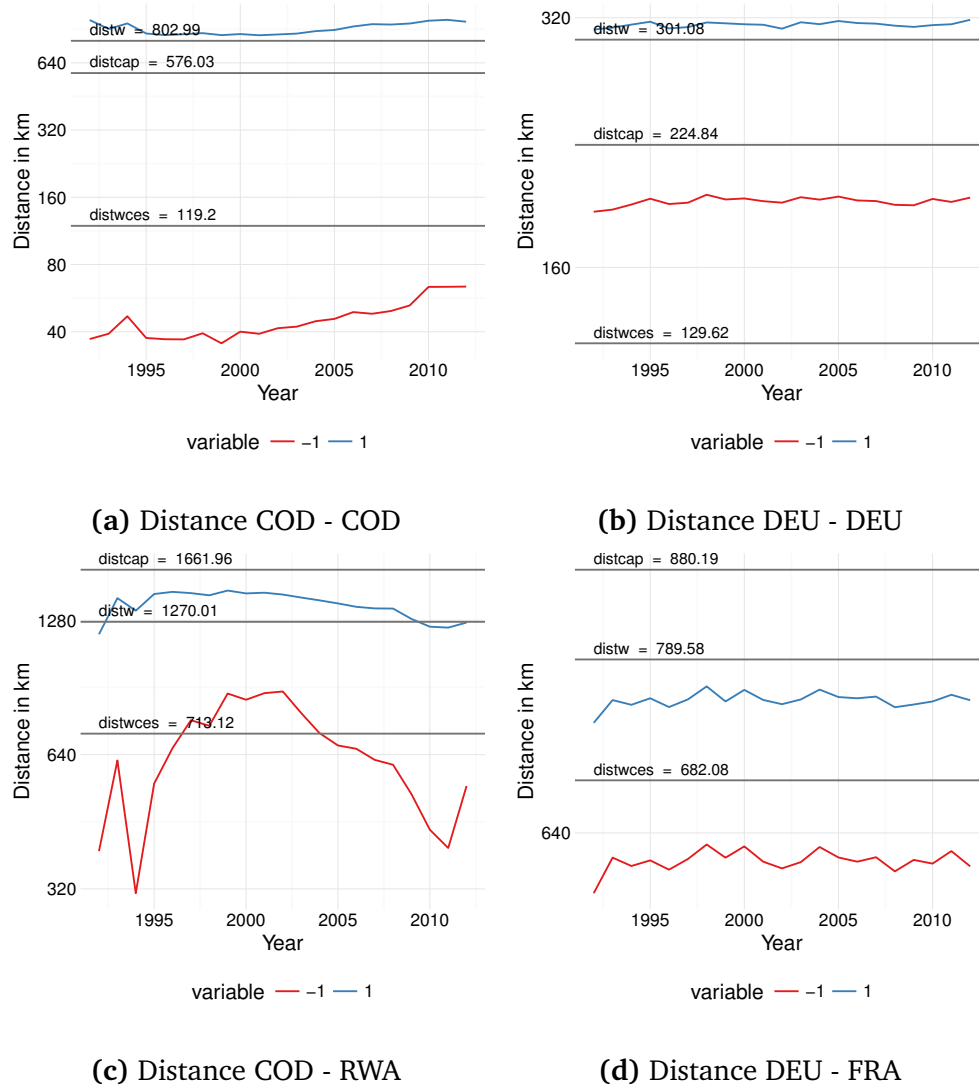 distw = 802.99
640
distcap = 576.03
320
160
distwces = 119.2
80
40
Distance in km
1995 2000 2005 2010
Year
variable −1 1
(a) Distance COD - COD
320
distw = 301.08
distcap = 224.84
160
distwces = 129.62
Distance in km
1995 2000 2005 2010
Year
variable −1 1
(b) Distance DEU - DEU
distcap = 1661.96
1280
distw = 1270.01
distwces = 713.12
640
320
Distance in km
1995 2000 2005 2010
Year
variable −1 1
(c) Distance COD - RWA
distcap = 880.19
distw = 789.58
distwces = 682.08
640
Distance in km
1995 2000 2005 2010
Year
variable −1 1
(d) Distance DEU - FRA